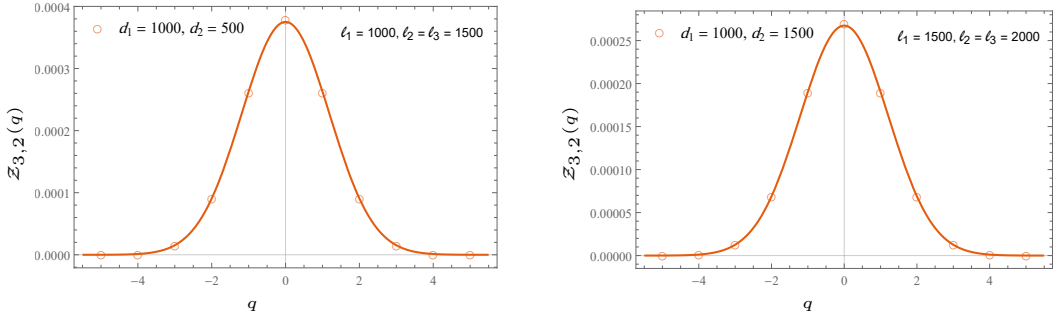 0.0004
0.0003
0.0002
0.0001
0.0000
𝒵3,2(q)
d1 = 1000, d2 = 500
ℓ1 = 1000, ℓ2 = ℓ3 = 1500
−4 −2 0 2 4
q
0.00025
0.00020
0.00015
0.00010
0.00005
0.00000
𝒵3,2(q)
d1 = 1000, d2 = 1500
ℓ1 = 1500, ℓ2 = ℓ3 = 2000
−4 −2 0 2 4
q